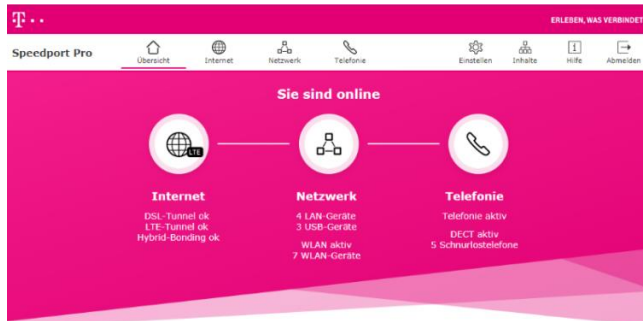 T
ERLEBEN, WAS VERBINDET
Speedport Pro
Übersicht
Internet
Netzwerk
Telefonie
Einstellen
Inhalte
Hilfe
Abmelden
Sie sind online
LTE
Internet
DSL-Tunnel ok
LTE-Tunnel ok
Hybrid-Bonding ok
Netzwerk
4 LAN-Geräte
3 USB-Geräte
WLAN aktiv
7 WLAN-Geräte
Telefonie
Telefonie aktiv
DECT aktiv
5 Schnurlostelefone